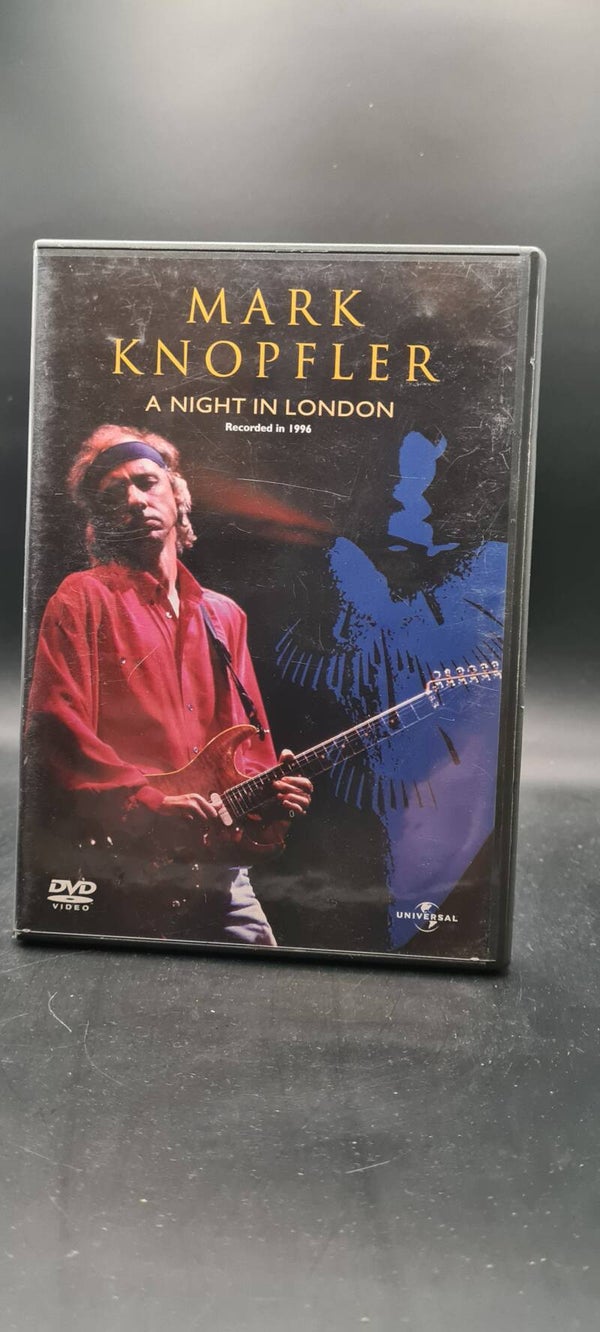 MARK
KNOPFLER
A NIGHT IN LONDON
Recorded in 1996
DVD
VIDEO
UNIVERSAL